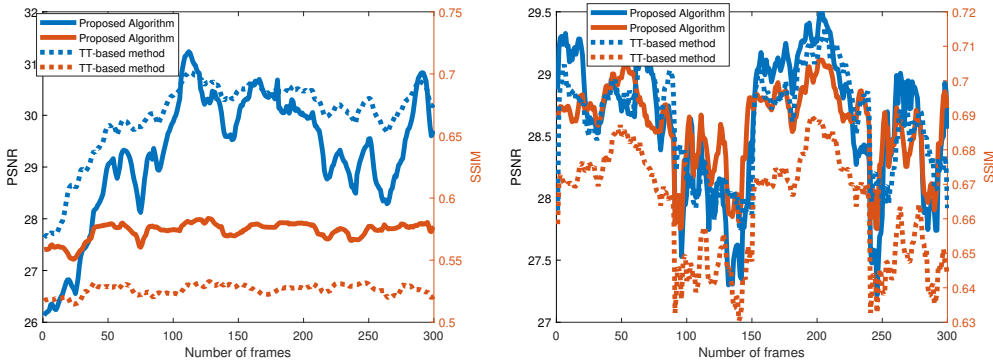 32
31
30
29
28
27
26
PSNR
Proposed Algorithm
Proposed Algorithm
TT-based method
TT-based method
0.75
0.7
0.65
0.6
0.55
0.5
SSIM
0 50 100 150 200 250 300
Number of frames
29.5
29
28.5
28
27.5
27
PSNR
Proposed Algorithm
Proposed Algorithm
TT-based method
TT-based method
0.72
0.71
0.70
0.69
0.68
0.67
0.66
0.65
0.64
0.63
SSIM
0 50 100 150 200 250 300
Number of frames